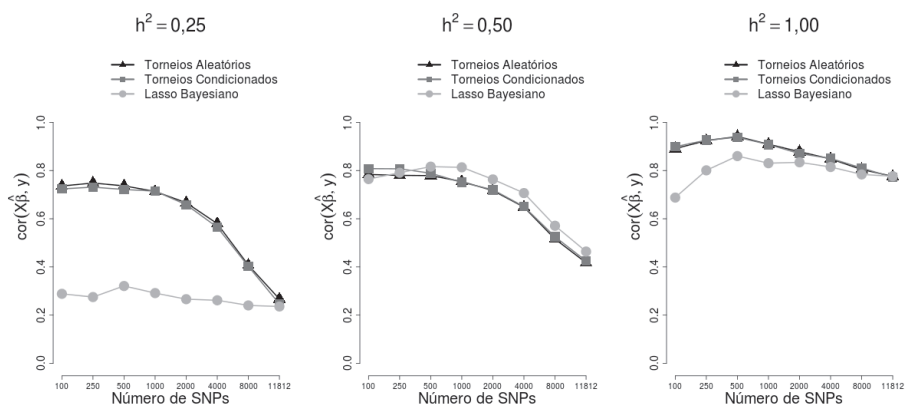 h² = 0,25
Torneios Aleatórios
Torneios Condicionados
Lasso Bayesiano
cor(Xβ̂, y)
1.0
0.8
0.6
0.4
0.2
0.0
100 250 500 1000 2000 4000 8000 11812
Número de SNPs
h² = 0,50
Torneios Aleatórios
Torneios Condicionados
Lasso Bayesiano
cor(Xβ̂, y)
1.0
0.8
0.6
0.4
0.2
0.0
100 250 500 1000 2000 4000 8000 11812
Número de SNPs
h² = 1,00
Torneios Aleatórios
Torneios Condicionados
Lasso Bayesiano
cor(Xβ̂, y)
1.0
0.8
0.6
0.4
0.2
0.0
100 250 500 1000 2000 4000 8000 11812
Número de SNPs